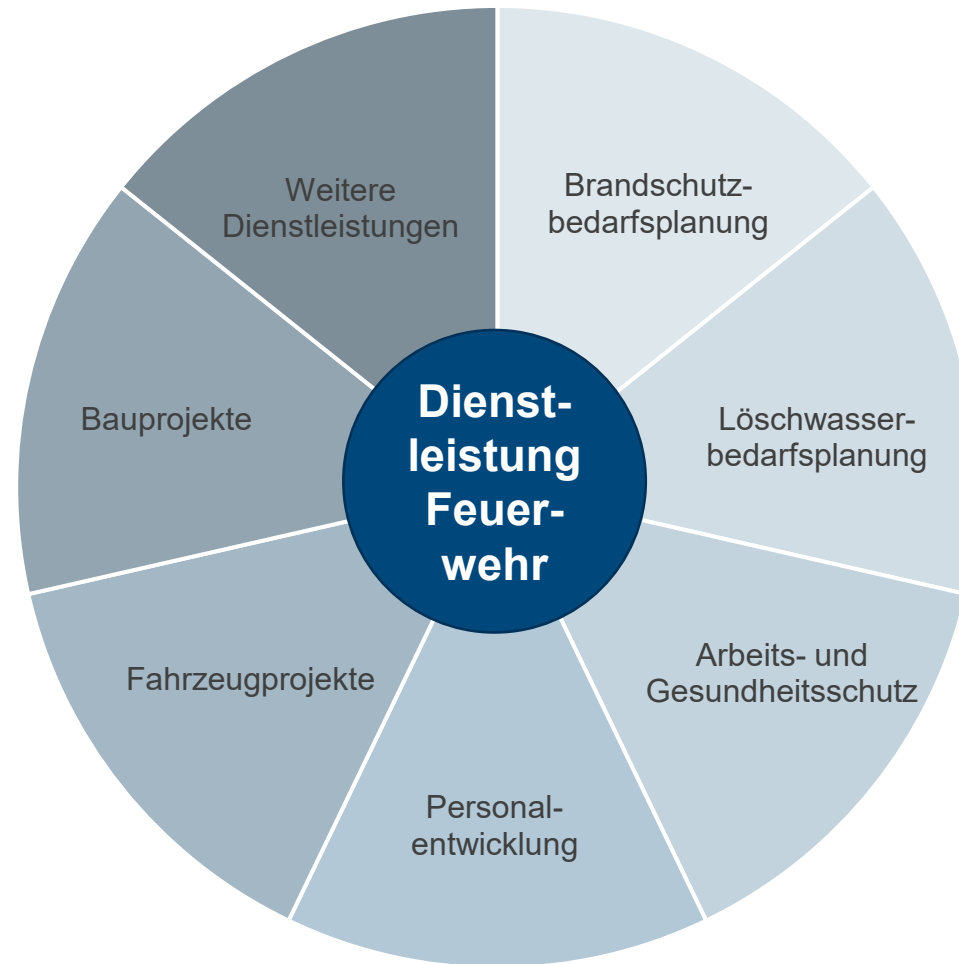 Weitere
Dienstleistungen
Brandschutz-
bedarfsplanung
Bauprojekte
Dienst-
leistung
Feuer-
wehr
Löschwasser-
bedarfsplanung
Fahrzeugprojekte
Arbeits- und
Gesundheitsschutz
Personal-
entwicklung